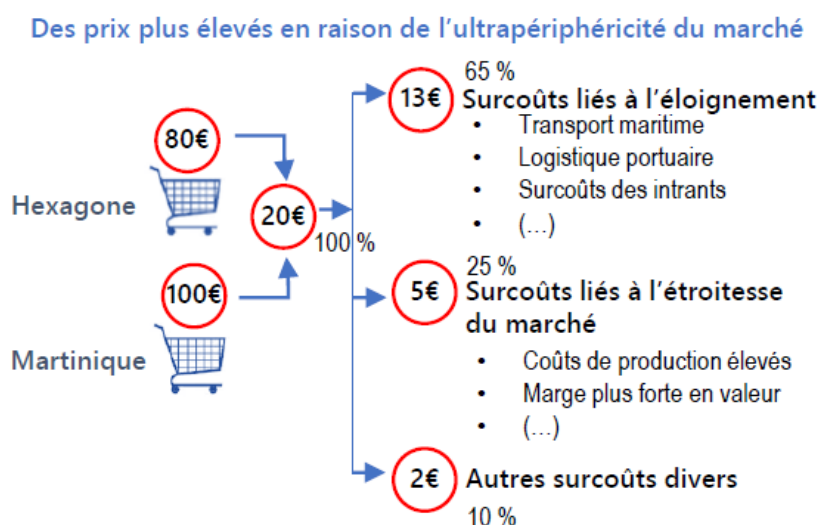 Des prix plus élevés en raison de l'ultrapériphéricité du marché
Hexagone
80€
Martinique
100€
20€
100 %
65 %
13€
Surcoûts liés à l'éloignement
• Transport maritime
• Logistique portuaire
• Surcoûts des intrants
• (…)
25 %
5€
Surcoûts liés à l'étroitesse
du marché
• Coûts de production élevés
• Marge plus forte en valeur
• (…)
2€
Autres surcoûts divers
10 %